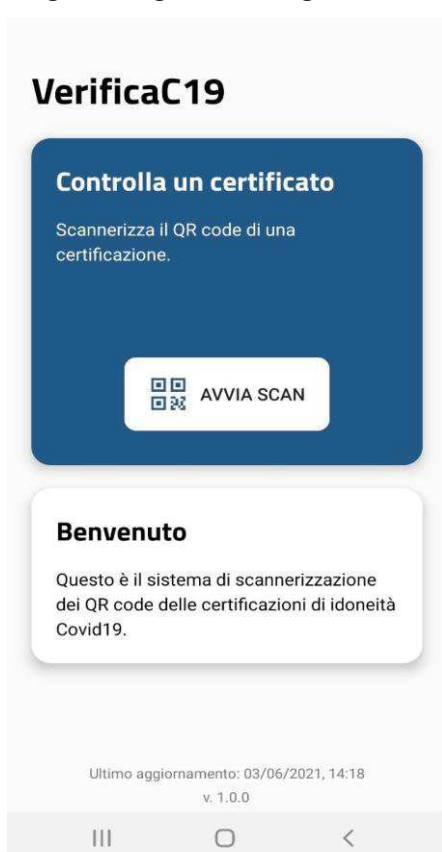 VerificaC19
Controlla un certificato
Scannerizza il QR code di una
certificazione.
AVVIA SCAN
Benvenuto
Questo è il sistema di scannerizzazione
dei QR code delle certificazioni di idoneità
Covid19.
Ultimo aggiornamento: 03/06/2021, 14:18
v. 1.0.0